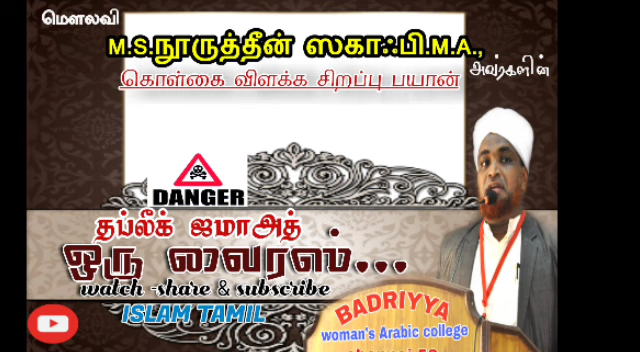 மௌலவி
M.S.நூருத்தீன் ஸகாஃபி.M.A.,
அவர்களின்
கொள்கை விளக்க சிறப்பு பயான்
DANGER
தப்லீக் ஜமாஅத்
ஒரு வைரஸ்...
watch -share & subscribe
ISLAM TAMIL
BADRIYYA
woman's Arabic college